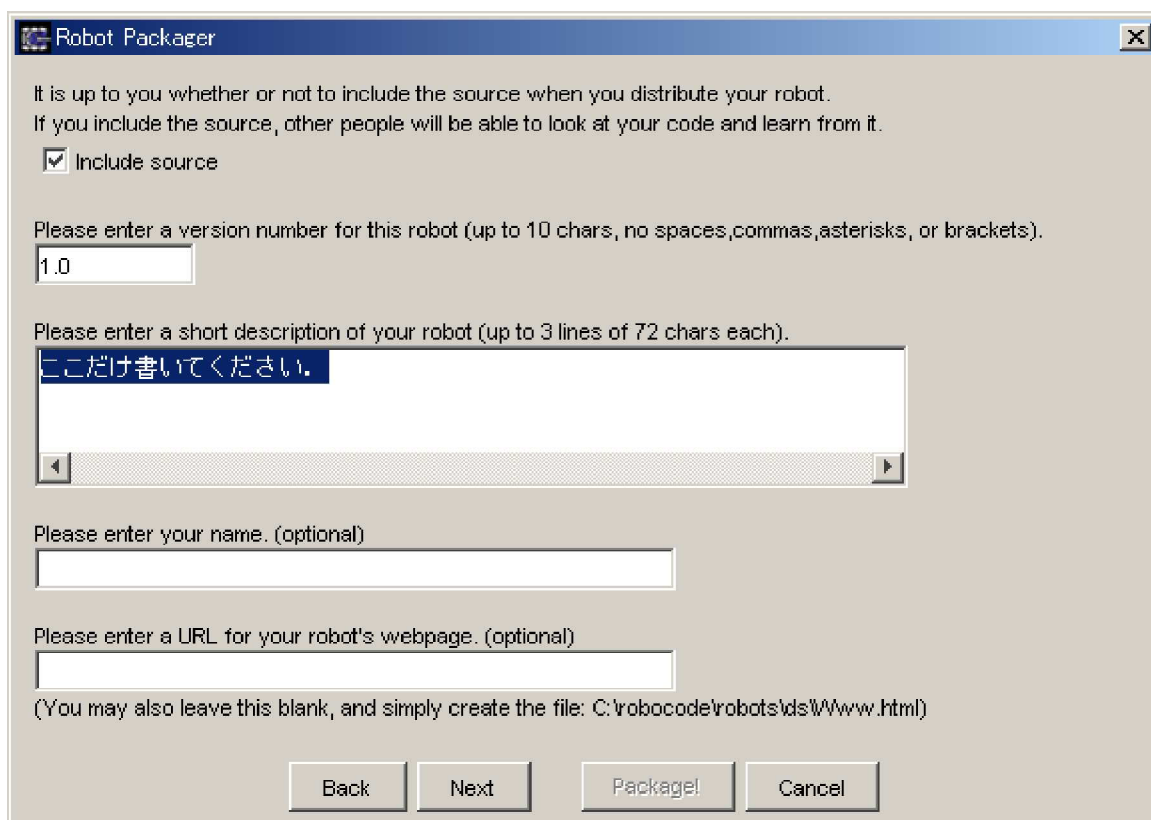 Robot Packager
It is up to you whether or not to include the source when you distribute your robot.
If you include the source, other people will be able to look at your code and learn from it.
Include source
Please enter a version number for this robot (up to 10 chars, no spaces,commas,asterisks, or brackets).
1.0
Please enter a short description of your robot (up to 3 lines of 72 chars each).
ここだけ書いてください．
Please enter your name. (optional)
Please enter a URL for your robot's webpage. (optional)
(You may also leave this blank, and simply create the file: C:\robocode\robots\ds\Www.html)
Back Next Package! Cancel